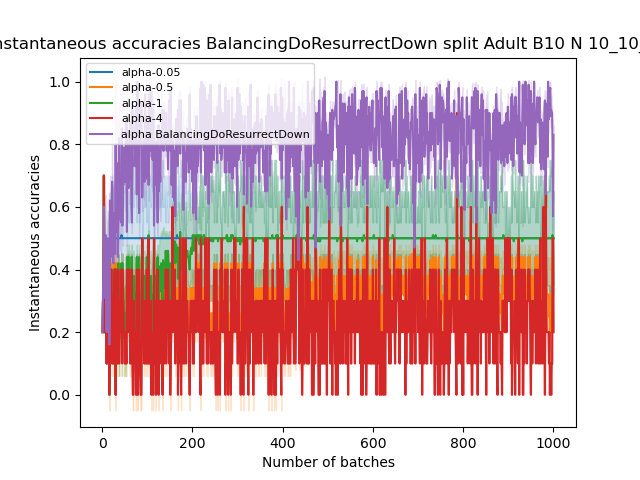 nstantaneous accuracies BalancingDoResurrectDown split Adult B10 N 10_10_
alpha-0.05
alpha-0.5
alpha-1
alpha-4
alpha BalancingDoResurrectDown
Instantaneous accuracies
1.0
0.8
0.6
0.4
0.2
0.0
0
200
400
600
800
1000
Number of batches